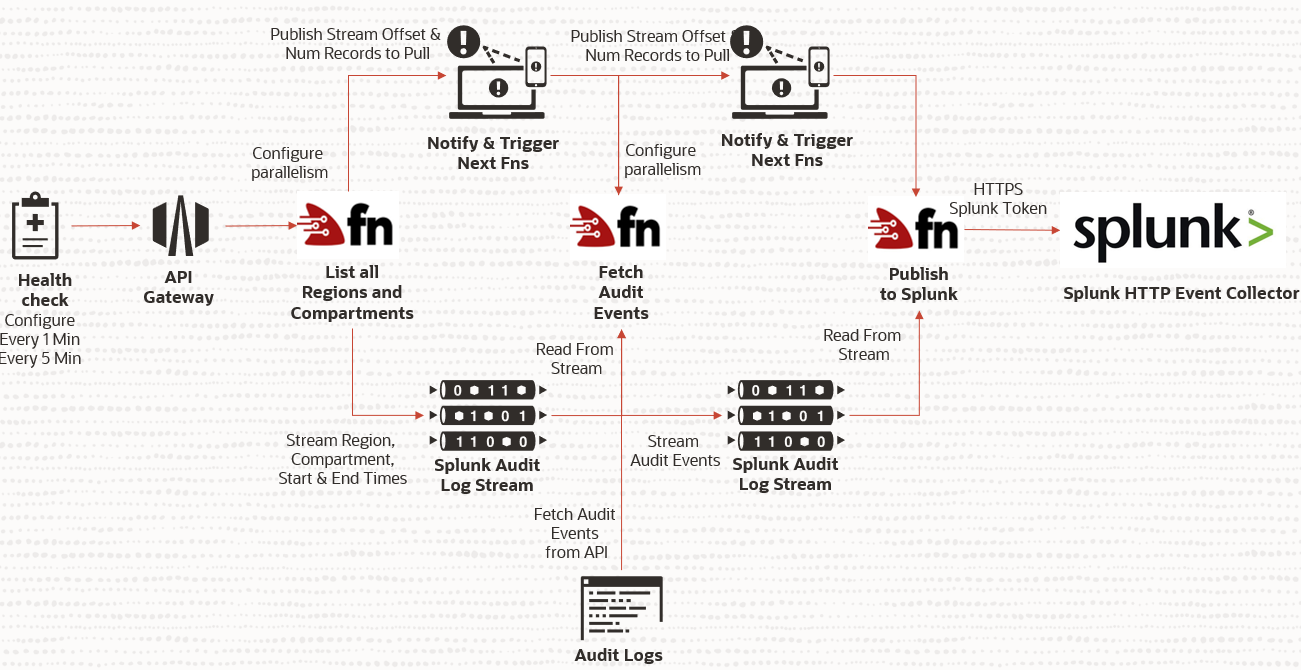 Publish Stream Offset &
Num Records to Pull
Publish Stream Offset &
Num Records to Pull
Notify & Trigger
Next Fns
Notify & Trigger
Next Fns
Configure
parallelism
Configure
parallelism
HTTPS
Splunk Token
fn
fn
fn
splunk®>
Health
check
Configure
Every 1 Min
Every 5 Min
API
Gateway
List all
Regions and
Compartments
Fetch
Audit
Events
Publish
to Splunk
Splunk HTTP Event Collector
Read From
Stream
Read From
Stream
0 1 1
1 0 1
1 1 0 0
0 1 1
1 0 1
1 1 0 0
Stream Region,
Compartment,
Start & End Times
Splunk Audit
Log Stream
Stream
Audit Events
Splunk Audit
Log Stream
Fetch Audit
Events
from API
Audit Logs